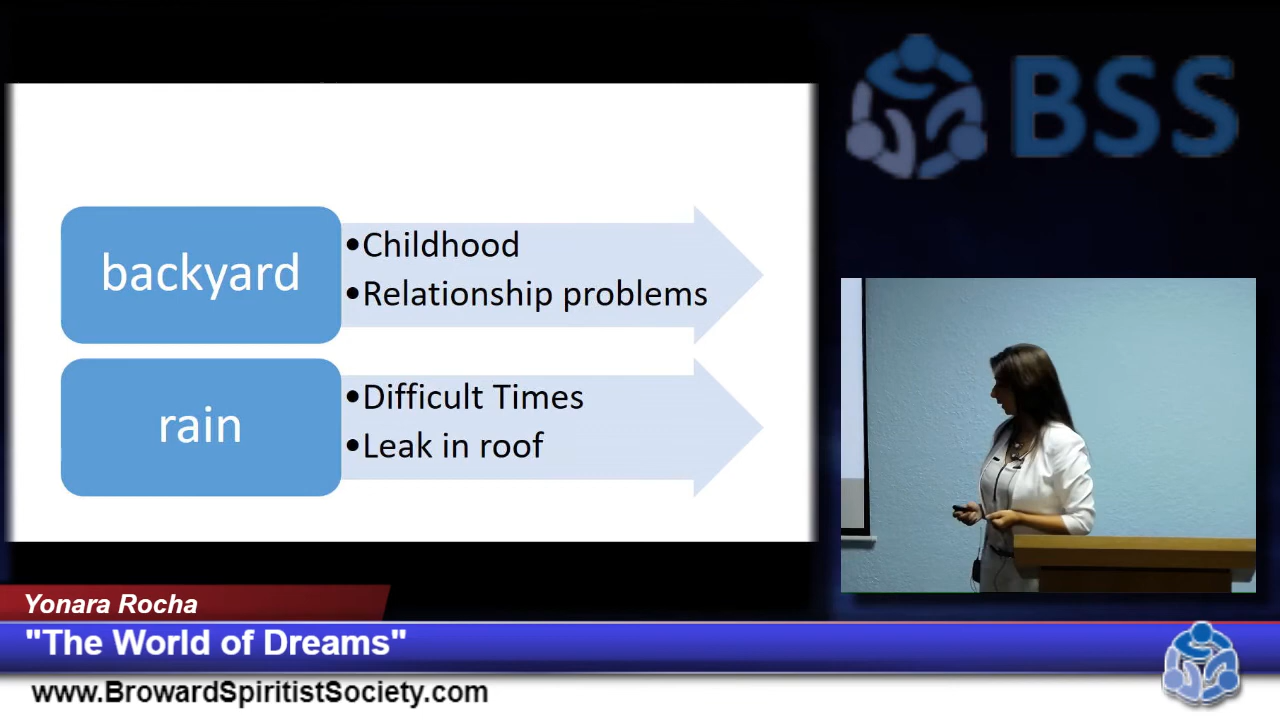 BSS
backyard
•Childhood
•Relationship problems
rain
•Difficult Times
•Leak in roof
Yonara Rocha
"The World of Dreams"
www.BrowardSpiritistSociety.com